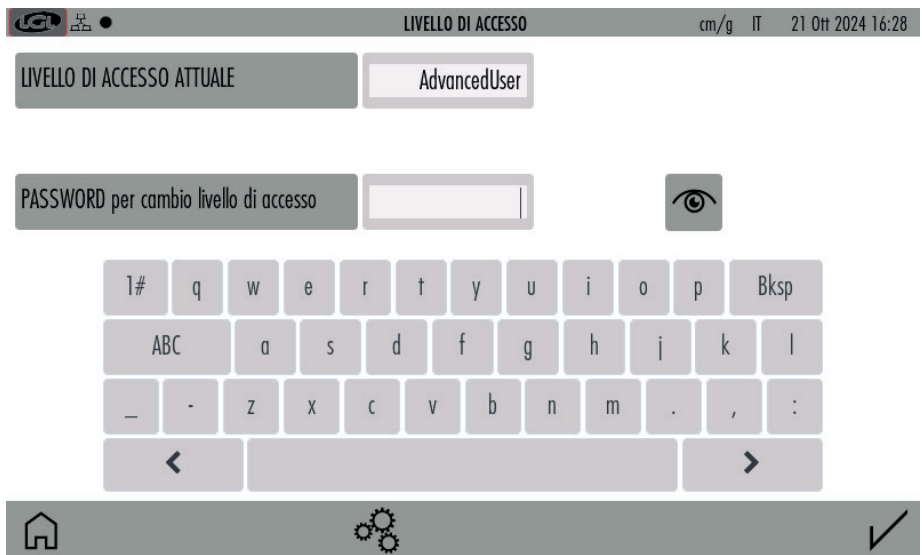 LGL LIVELLO DI ACCESSO cm/g IT 21 Ott 2024 16:28
LIVELLO DI ACCESSO ATTUALE AdvancedUser
PASSWORD per cambio livello di accesso
1# q w e r t y u i o p Bksp
ABC a s d f g h j k l
_ - z x c v b n m . , :